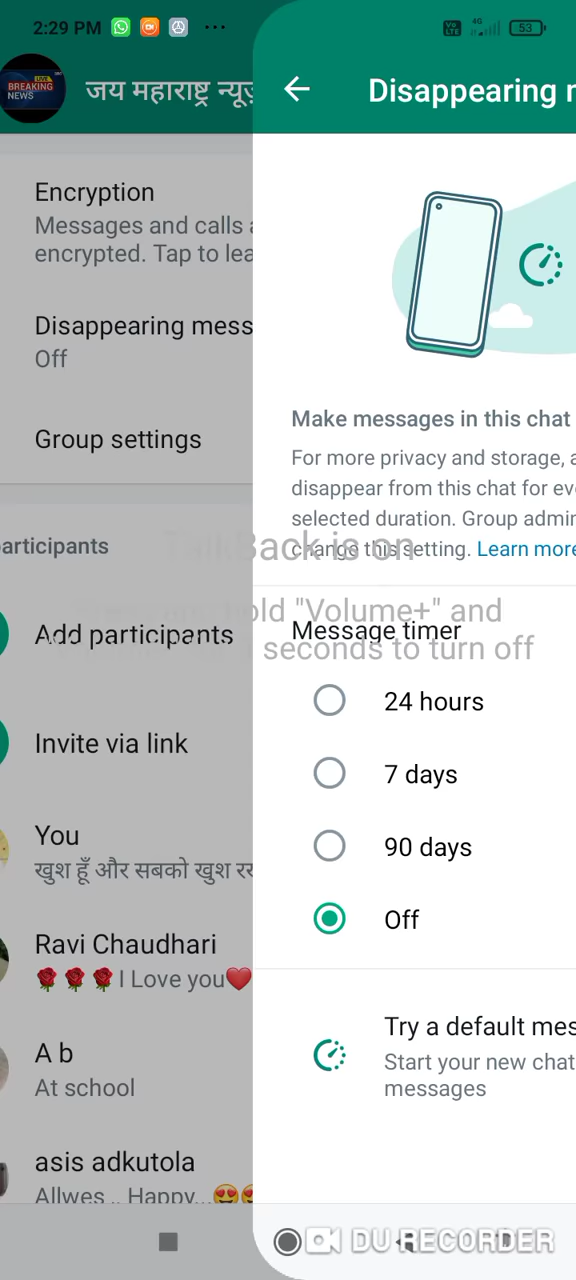 2:29 PM
53
LIVE
BREAKING
NEWS
जय महाराष्ट्र न्यूज़
Encryption
Messages and calls a
encrypted. Tap to lea
Disappearing mess
Off
Group settings
articipants
Add participants
Invite via link
You
खुश हूँ और सबको खुश रख
Ravi Chaudhari
🌹🌹🌹I Love you❤️
A b
At school
asis adkutola
Allwes .. Happy...😍😍
Disappearing m
Make messages in this chat
For more privacy and storage, a
disappear from this chat for eve
selected duration. Group admin
change this setting. Learn more
TalkBack is on
hold "Volume+" and
seconds to turn off
Message timer
24 hours
7 days
90 days
Off
Try a default mes
Start your new chat
messages
DU RECORDER